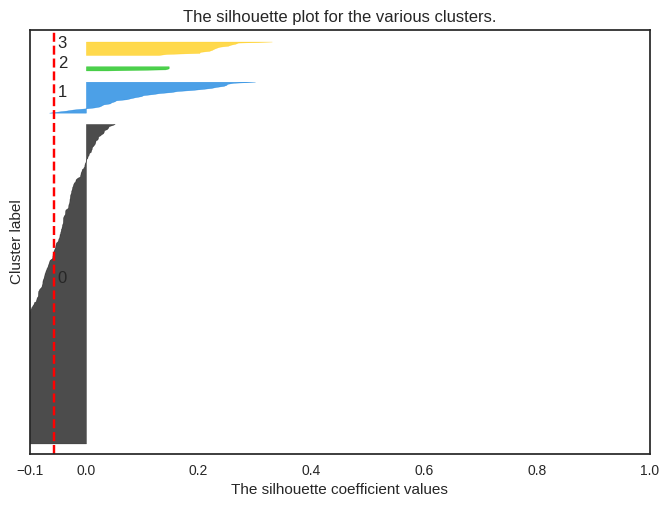 The silhouette plot for the various clusters.
3
2
1
0
Cluster label
−0.1 0.0 0.2 0.4 0.6 0.8 1.0
The silhouette coefficient values